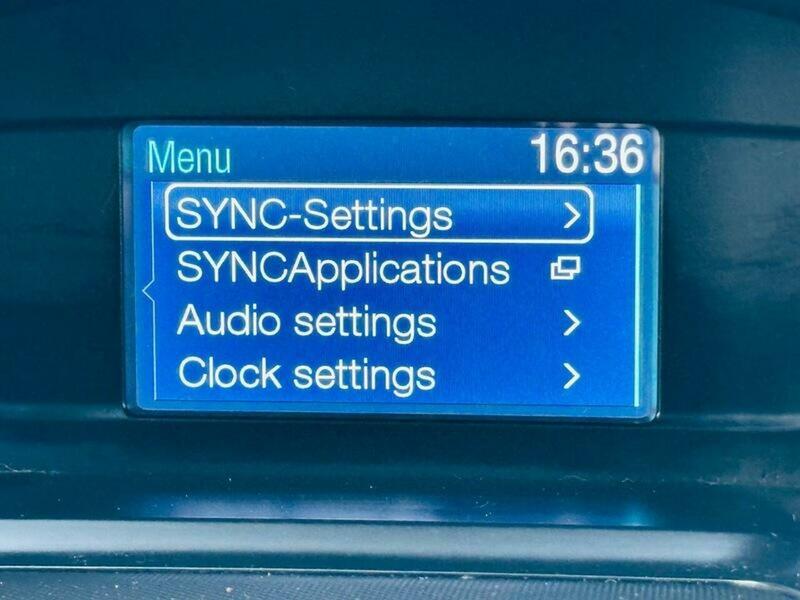 Menu 16:36
SYNC-Settings
SYNCApplications
Audio settings
Clock settings